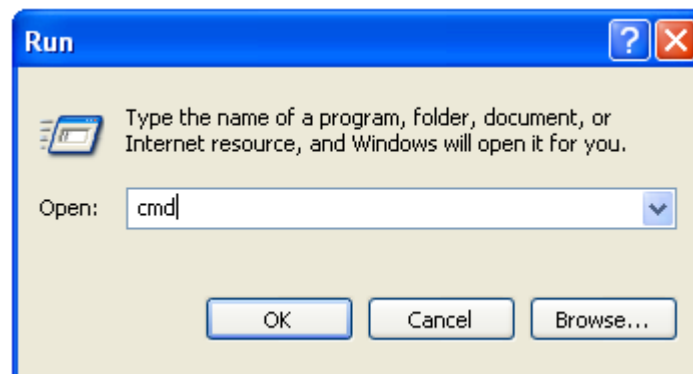 Run
Type the name of a program, folder, document, or
Internet resource, and Windows will open it for you.
Open: cmd
OK Cancel Browse...